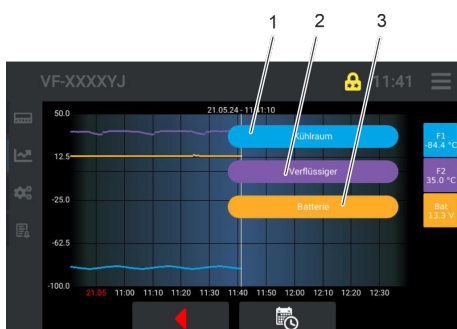 1 2 3
VF-XXXXYJ 11:41
21.05.24 - 11:41:10
50.0
Kühlraum
F1
-84.4 °C
12.5
Verflüssiger
F2
35.0 °C
-25.0
Batterie
Bat
13.3 V
-62.5
-100.0
21.05 11:00 11:10 11:20 11:30 11:40 11:50 12:00 12:10 12:20 12:30